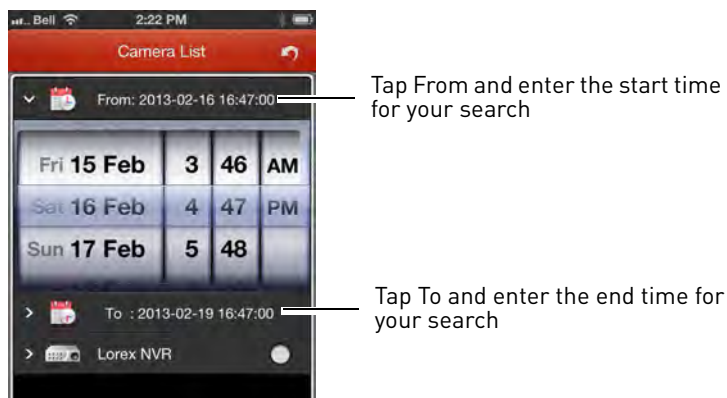 Bell 2:22 PM
Camera List
From: 2013-02-16 16:47:00
Tap From and enter the start time
for your search
Fri 15 Feb 3 46 AM
Sat 16 Feb 4 47 PM
Sun 17 Feb 5 48
To : 2013-02-19 16:47:00
Tap To and enter the end time for
your search
Lorex NVR